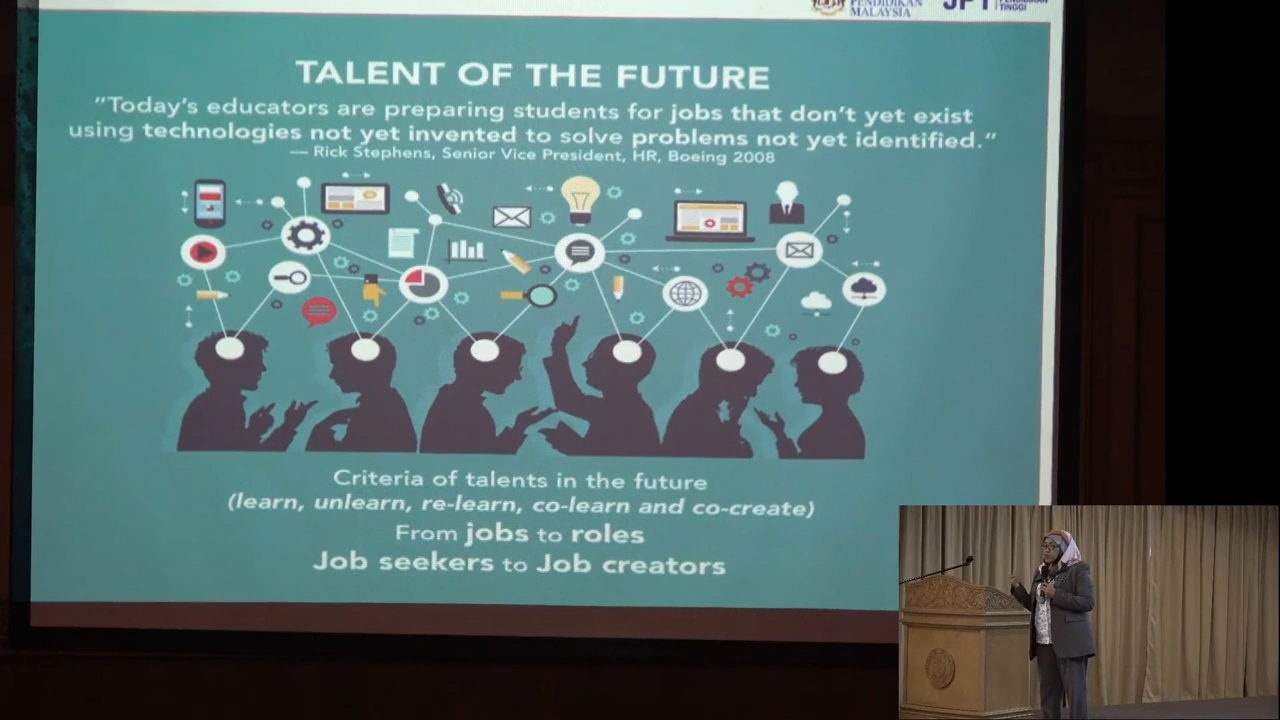 PENDIDIKAN
MALAYSIA
TINGGI
TALENT OF THE FUTURE
“Today’s educators are preparing students for jobs that don’t yet exist
using technologies not yet invented to solve problems not yet identified.”
— Rick Stephens, Senior Vice President, HR, Boeing 2008
Criteria of talents in the future
(learn, unlearn, re-learn, co-learn and co-create)
From jobs to roles
Job seekers to Job creators